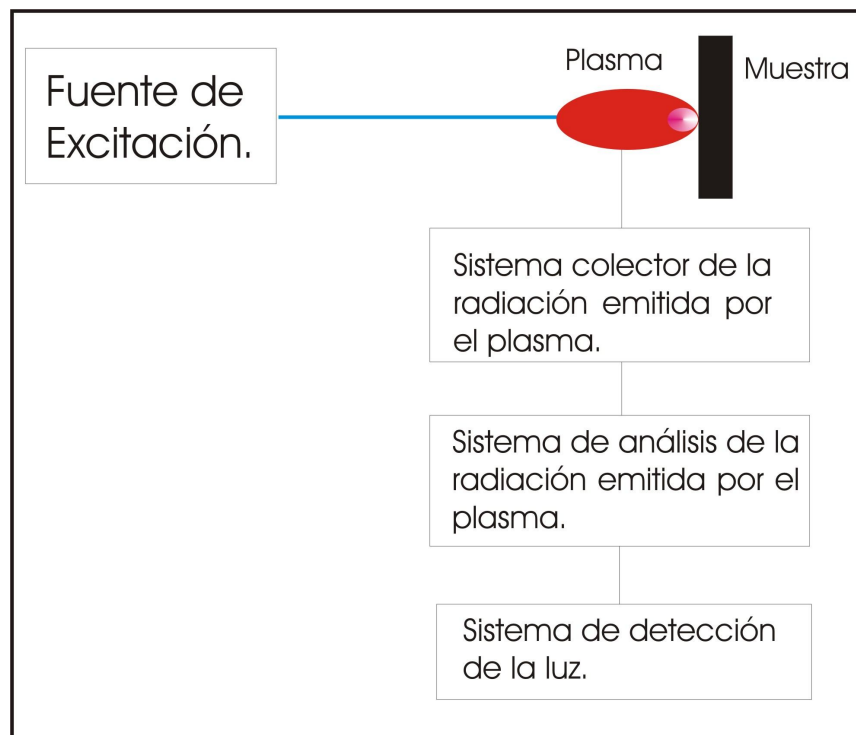 Fuente de
Excitación.
Plasma
Muestra
Sistema colector de la
radiación emitida por
el plasma.
Sistema de análisis de la
radiación emitida por el
plasma.
Sistema de detección
de la luz.